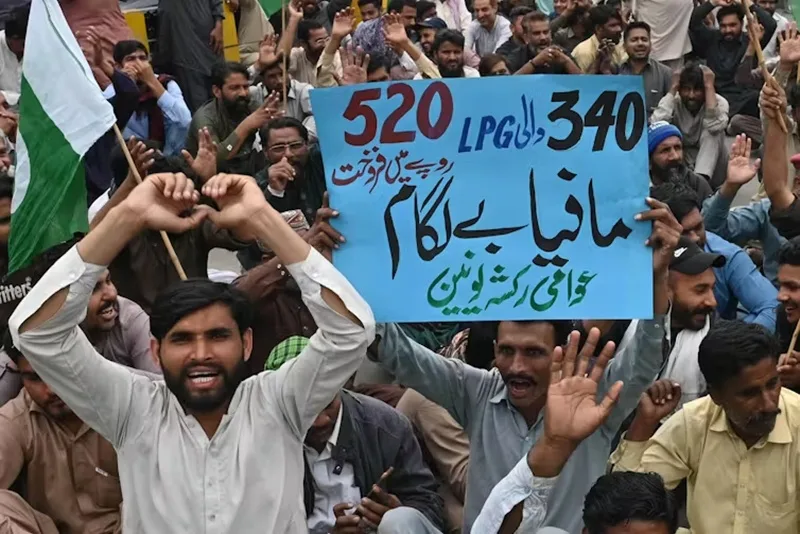 340 والی LPG 520
روپے میں فروخت
مافیا بے لگام
عوامی رکشہ یونین